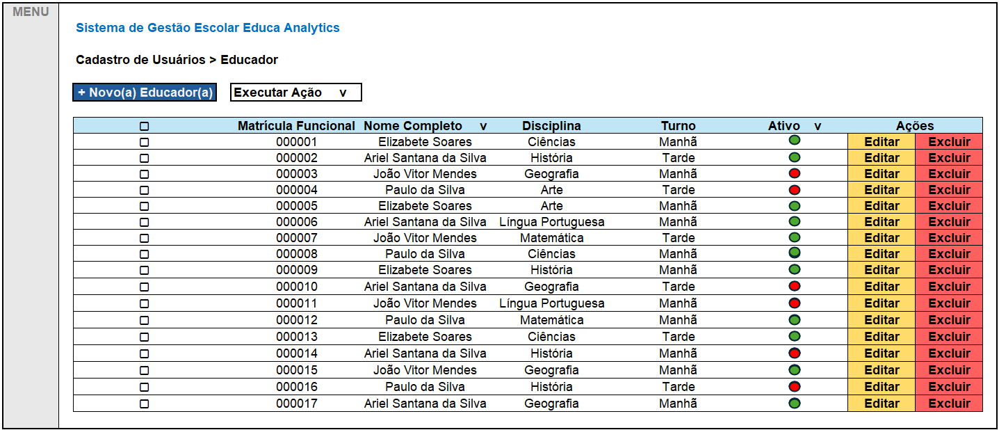 MENU
Sistema de Gestão Escolar Educa Analytics
Cadastro de Usuários > Educador
+ Novo(a) Educador(a) Executar Ação v
Matrícula Funcional Nome Completo v Disciplina Turno Ativo v Ações
000001 Elizabete Soares Ciências Manhã Editar Excluir
000002 Ariel Santana da Silva História Tarde Editar Excluir
000003 João Vitor Mendes Geografia Manhã Editar Excluir
000004 Paulo da Silva Arte Tarde Editar Excluir
000005 Elizabete Soares Arte Manhã Editar Excluir
000006 Ariel Santana da Silva Língua Portuguesa Manhã Editar Excluir
000007 João Vitor Mendes Matemática Tarde Editar Excluir
000008 Paulo da Silva Ciências Manhã Editar Excluir
000009 Elizabete Soares História Manhã Editar Excluir
000010 Ariel Santana da Silva Geografia Tarde Editar Excluir
000011 João Vitor Mendes Língua Portuguesa Manhã Editar Excluir
000012 Paulo da Silva Matemática Manhã Editar Excluir
000013 Elizabete Soares Ciências Tarde Editar Excluir
000014 Ariel Santana da Silva História Manhã Editar Excluir
000015 João Vitor Mendes Geografia Manhã Editar Excluir
000016 Paulo da Silva História Tarde Editar Excluir
000017 Ariel Santana da Silva Geografia Manhã Editar Excluir